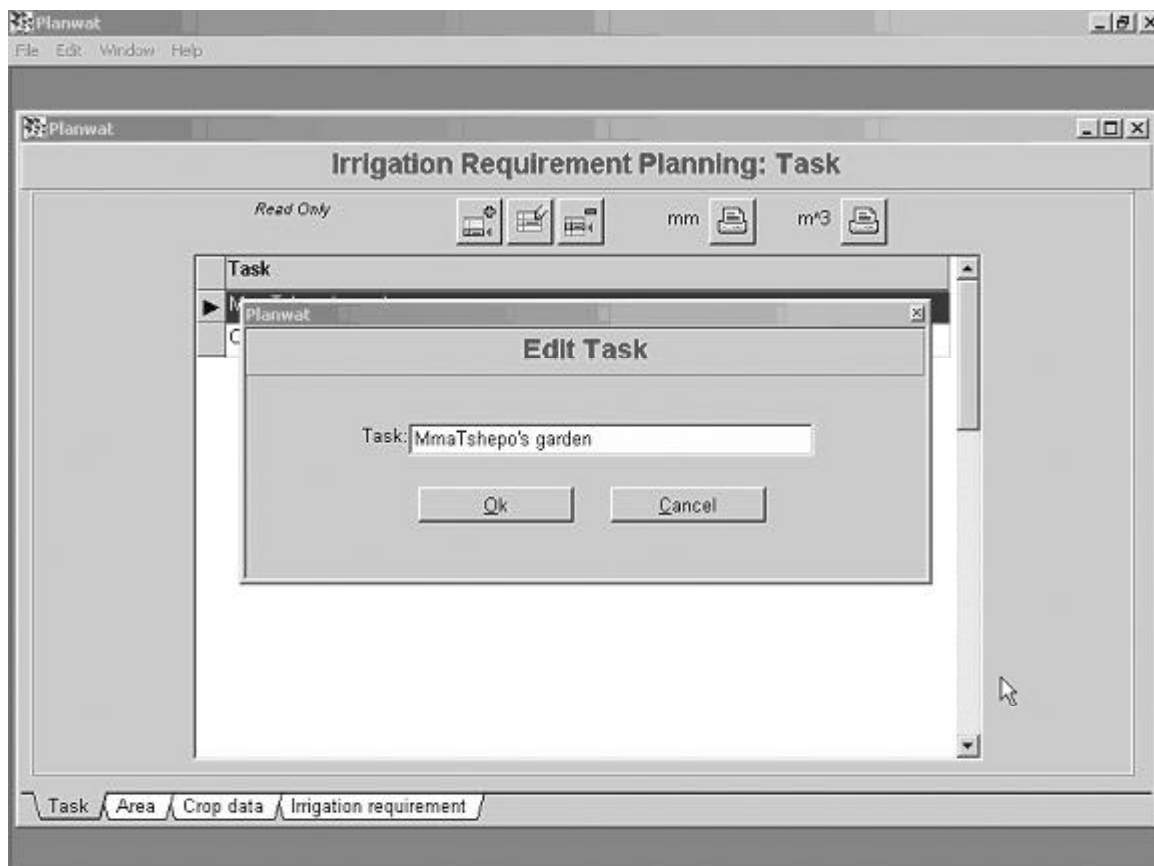 Planwat
File Edit Window Help
Planwat
Irrigation Requirement Planning: Task
Read Only mm m^3
Task
Planwat
Edit Task
Task: MmaTshepo's garden
Ok Cancel
Task Area Crop data Irrigation requirement